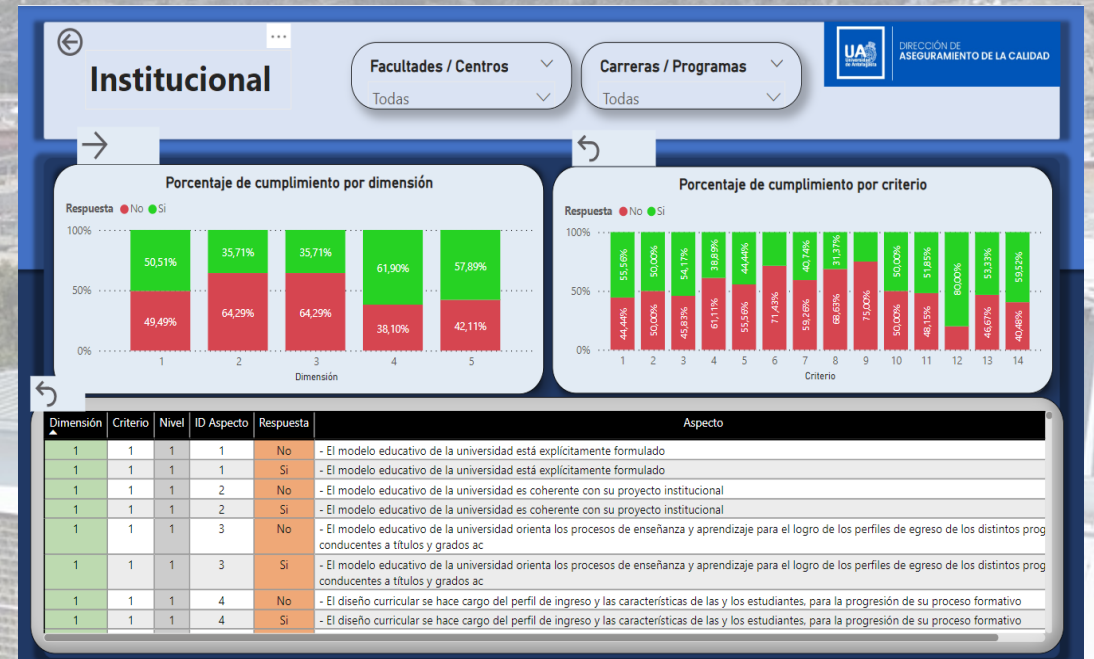 Institucional
Facultades / Centros
Todas
Carreras / Programas
Todas
UA
Universidad
de Antofagasta
DIRECCIÓN DE
ASEGURAMIENTO DE LA CALIDAD
Porcentaje de cumplimiento por dimensión
Respuesta No Si
100%
50%
0%
50,51% 35,71% 35,71% 61,90% 57,89%
49,49% 64,29% 64,29% 38,10% 42,11%
1 2 3 4 5
Dimensión
Porcentaje de cumplimiento por criterio
Respuesta No Si
100%
50%
0%
55,56% 50,00% 54,17% 38,89% 44,44% 40,74% 31,37% 50,00% 51,85% 80,00% 53,33% 59,52%
44,44% 50,00% 45,83% 61,11% 55,56% 71,43% 59,26% 68,63% 75,00% 50,00% 48,15% 46,67% 40,48%
1 2 3 4 5 6 7 8 9 10 11 12 13 14
Criterio
Dimensión Criterio Nivel ID Aspecto Respuesta Aspecto
1 1 1 1 No - El modelo educativo de la universidad está explícitamente formulado
1 1 1 1 Si - El modelo educativo de la universidad está explícitamente formulado
1 1 1 2 No - El modelo educativo de la universidad es coherente con su proyecto institucional
1 1 1 2 Si - El modelo educativo de la universidad es coherente con su proyecto institucional
1 1 1 3 No - El modelo educativo de la universidad orienta los procesos de enseñanza y aprendizaje para el logro de los perfiles de egreso de los distintos prog
conducentes a títulos y grados ac
1 1 1 3 Si - El modelo educativo de la universidad orienta los procesos de enseñanza y aprendizaje para el logro de los perfiles de egreso de los distintos prog
conducentes a títulos y grados ac
1 1 1 4 No - El diseño curricular se hace cargo del perfil de ingreso y las características de las y los estudiantes, para la progresión de su proceso formativo
1 1 1 4 Si - El diseño curricular se hace cargo del perfil de ingreso y las características de las y los estudiantes, para la progresión de su proceso formativo